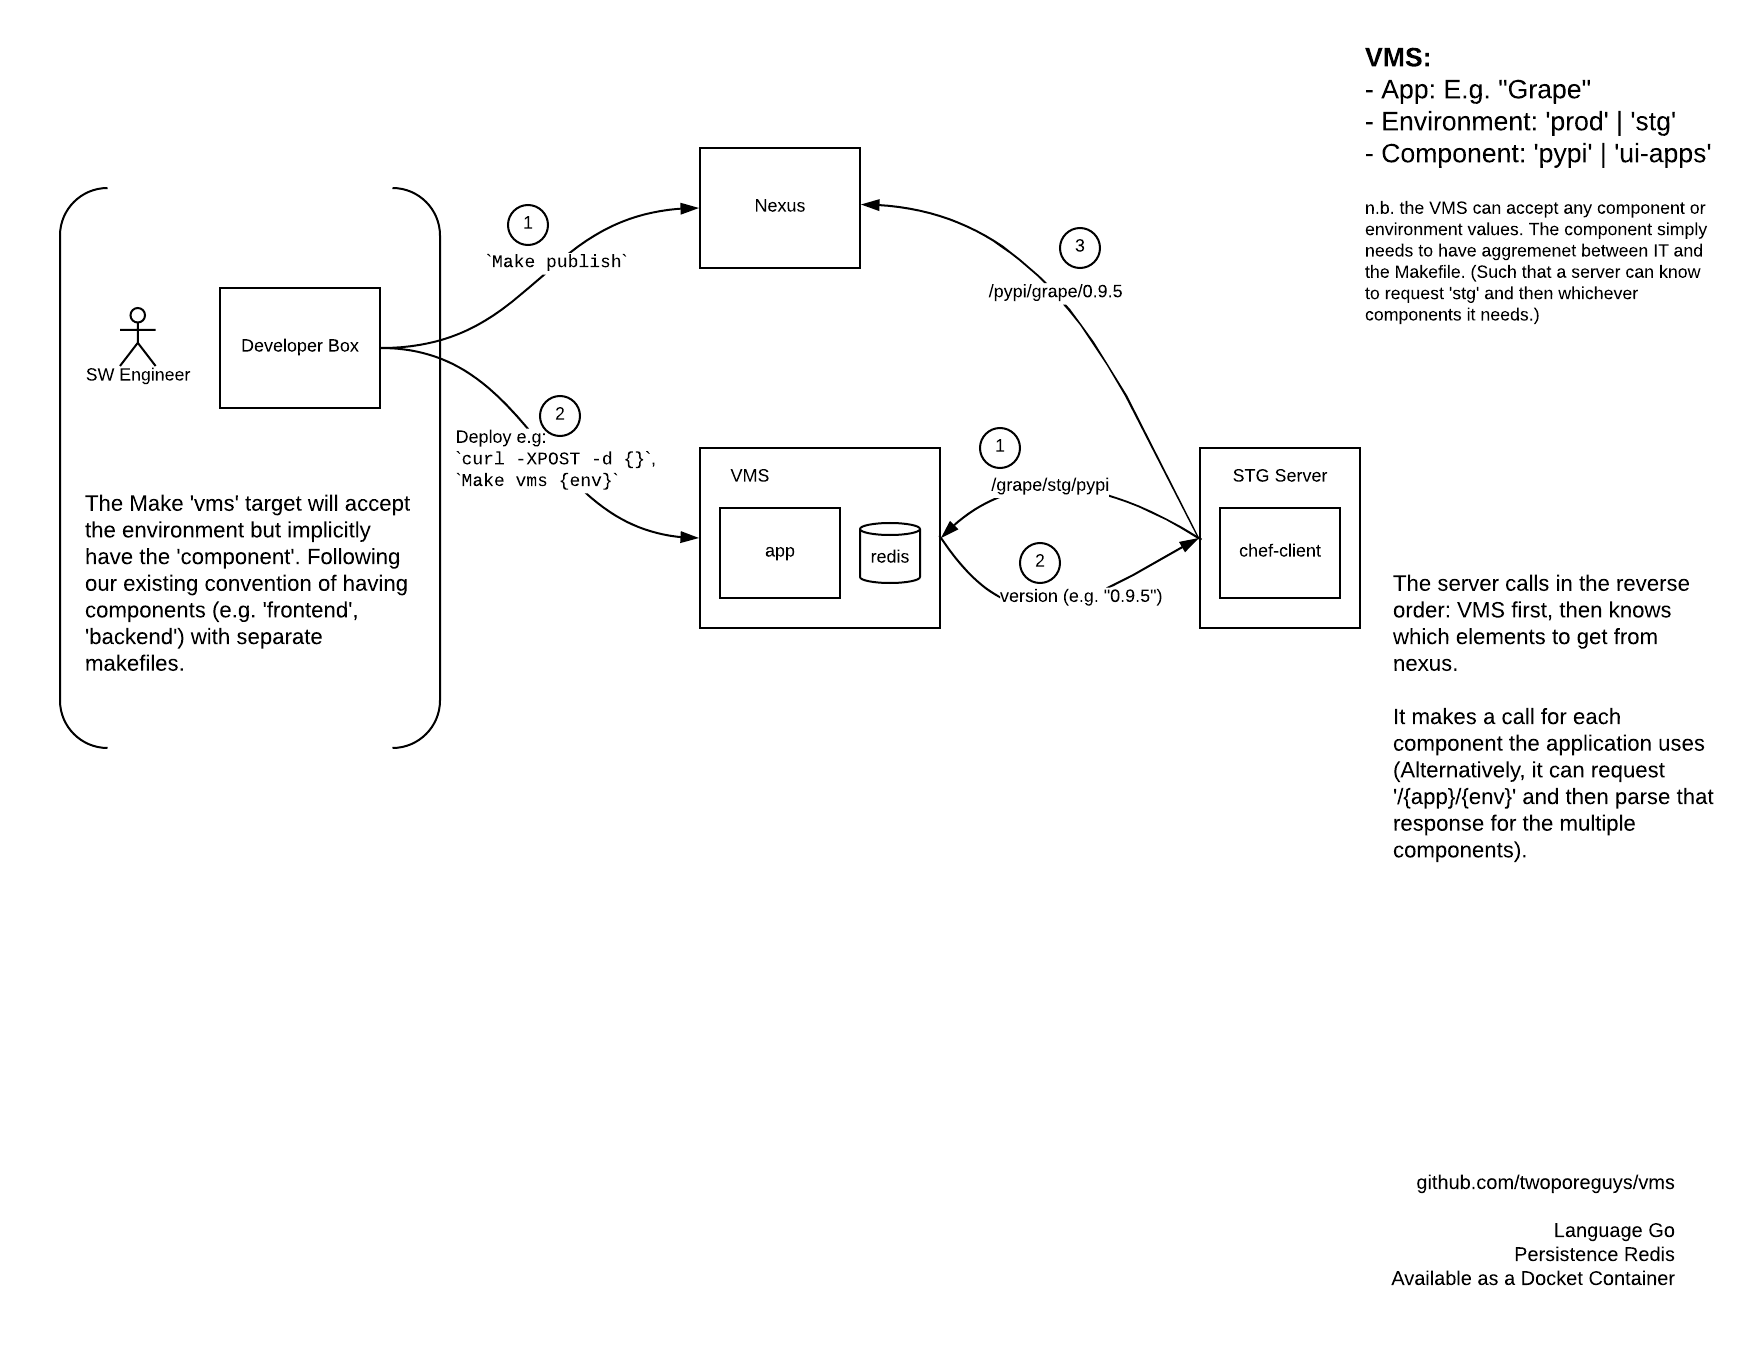 VMS:
- App: E.g. "Grape"
- Environment: 'prod' | 'stg'
- Component: 'pypi' | 'ui-apps'
n.b. the VMS can accept any component or
environment values. The component simply
needs to have aggremenet between IT and
the Makefile. (Such that a server can know
to request 'stg' and then whichever
components it needs.)
Nexus
1
`Make publish`
3
/pypi/grape/0.9.5
SW Engineer
Developer Box
2
Deploy e.g:
`curl -XPOST -d {}`,
`Make vms {env}`
The Make 'vms' target will accept
the environment but implicitly
have the 'component'. Following
our existing convention of having
components (e.g. 'frontend',
'backend') with separate
makefiles.
VMS
app
redis
1
/grape/stg/pypi
2
version (e.g. "0.9.5")
STG Server
chef-client
The server calls in the reverse
order: VMS first, then knows
which elements to get from
nexus.
It makes a call for each
component the application uses
(Alternatively, it can request
'/{app}/{env}' and then parse that
response for the multiple
components).
github.com/twoporeguys/vms
Language Go
Persistence Redis
Available as a Docket Container